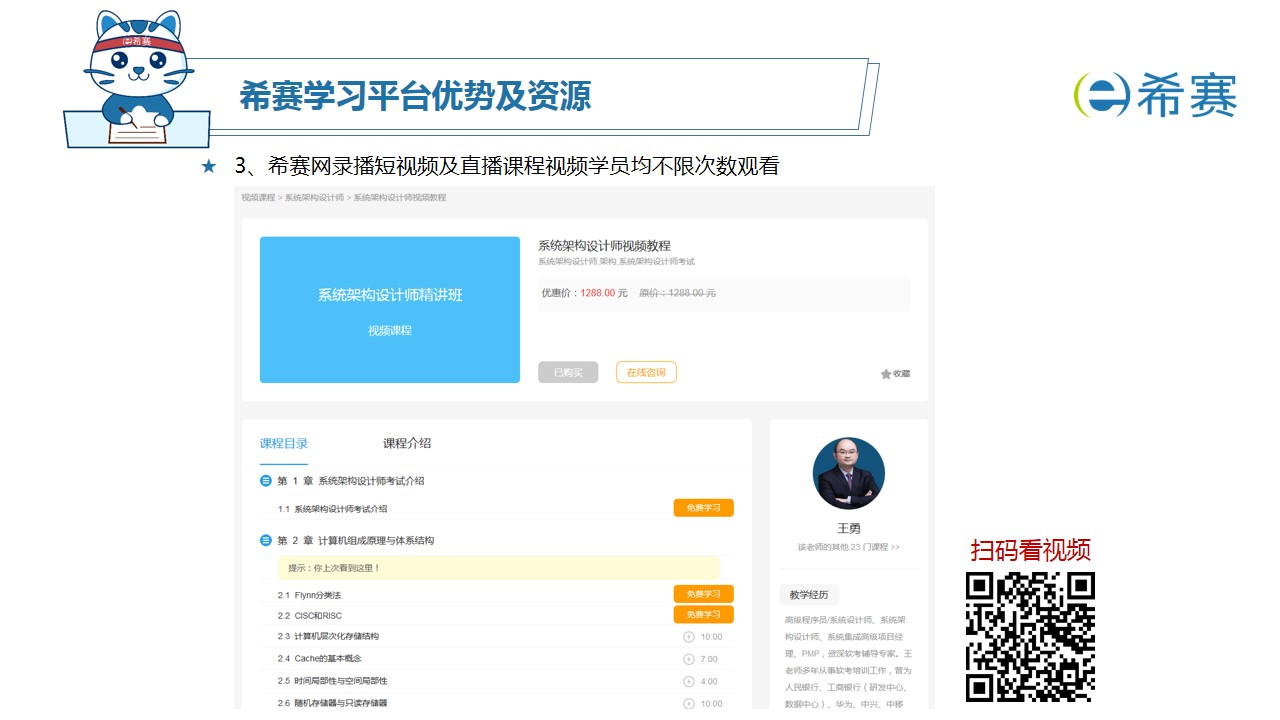 希赛
希赛学习平台优势及资源
希赛
3、希赛网录播短视频及直播课程视频学员均不限次数观看
视频课程 > 系统架构设计师 > 系统架构设计师视频教程
系统架构设计师精讲班
视频课程
系统架构设计师视频教程
系统架构设计师,架构,系统架构设计师考试
优惠价：1288.00 元 原价：1288.00 元
已购买 在线咨询 收藏
课程目录 课程介绍
第 1 章 系统架构设计师考试介绍
1.1 系统架构设计师考试介绍 免费学习
第 2 章 计算机组成原理与体系结构
提示：你上次看到这里！
2.1 Flynn分类法 免费学习
2.2 CISC和RISC 免费学习
2.3 计算机层次化存储结构 10:00
2.4 Cache的基本概念 7:00
2.5 时间局部性与空间局部性 4:00
2.6 随机存储器与只读存储器 10:00
王勇
该老师的其他 23 门课程 >>
教学经历
高级程序员/系统设计师、系统架
构设计师、系统集成高级项目经
理、PMP，资深软考辅导专家。王
老师多年从事软考培训工作，曾为
人民银行、工商银行（研发中心、
数据中心）、华为、中兴、中移
扫码看视频